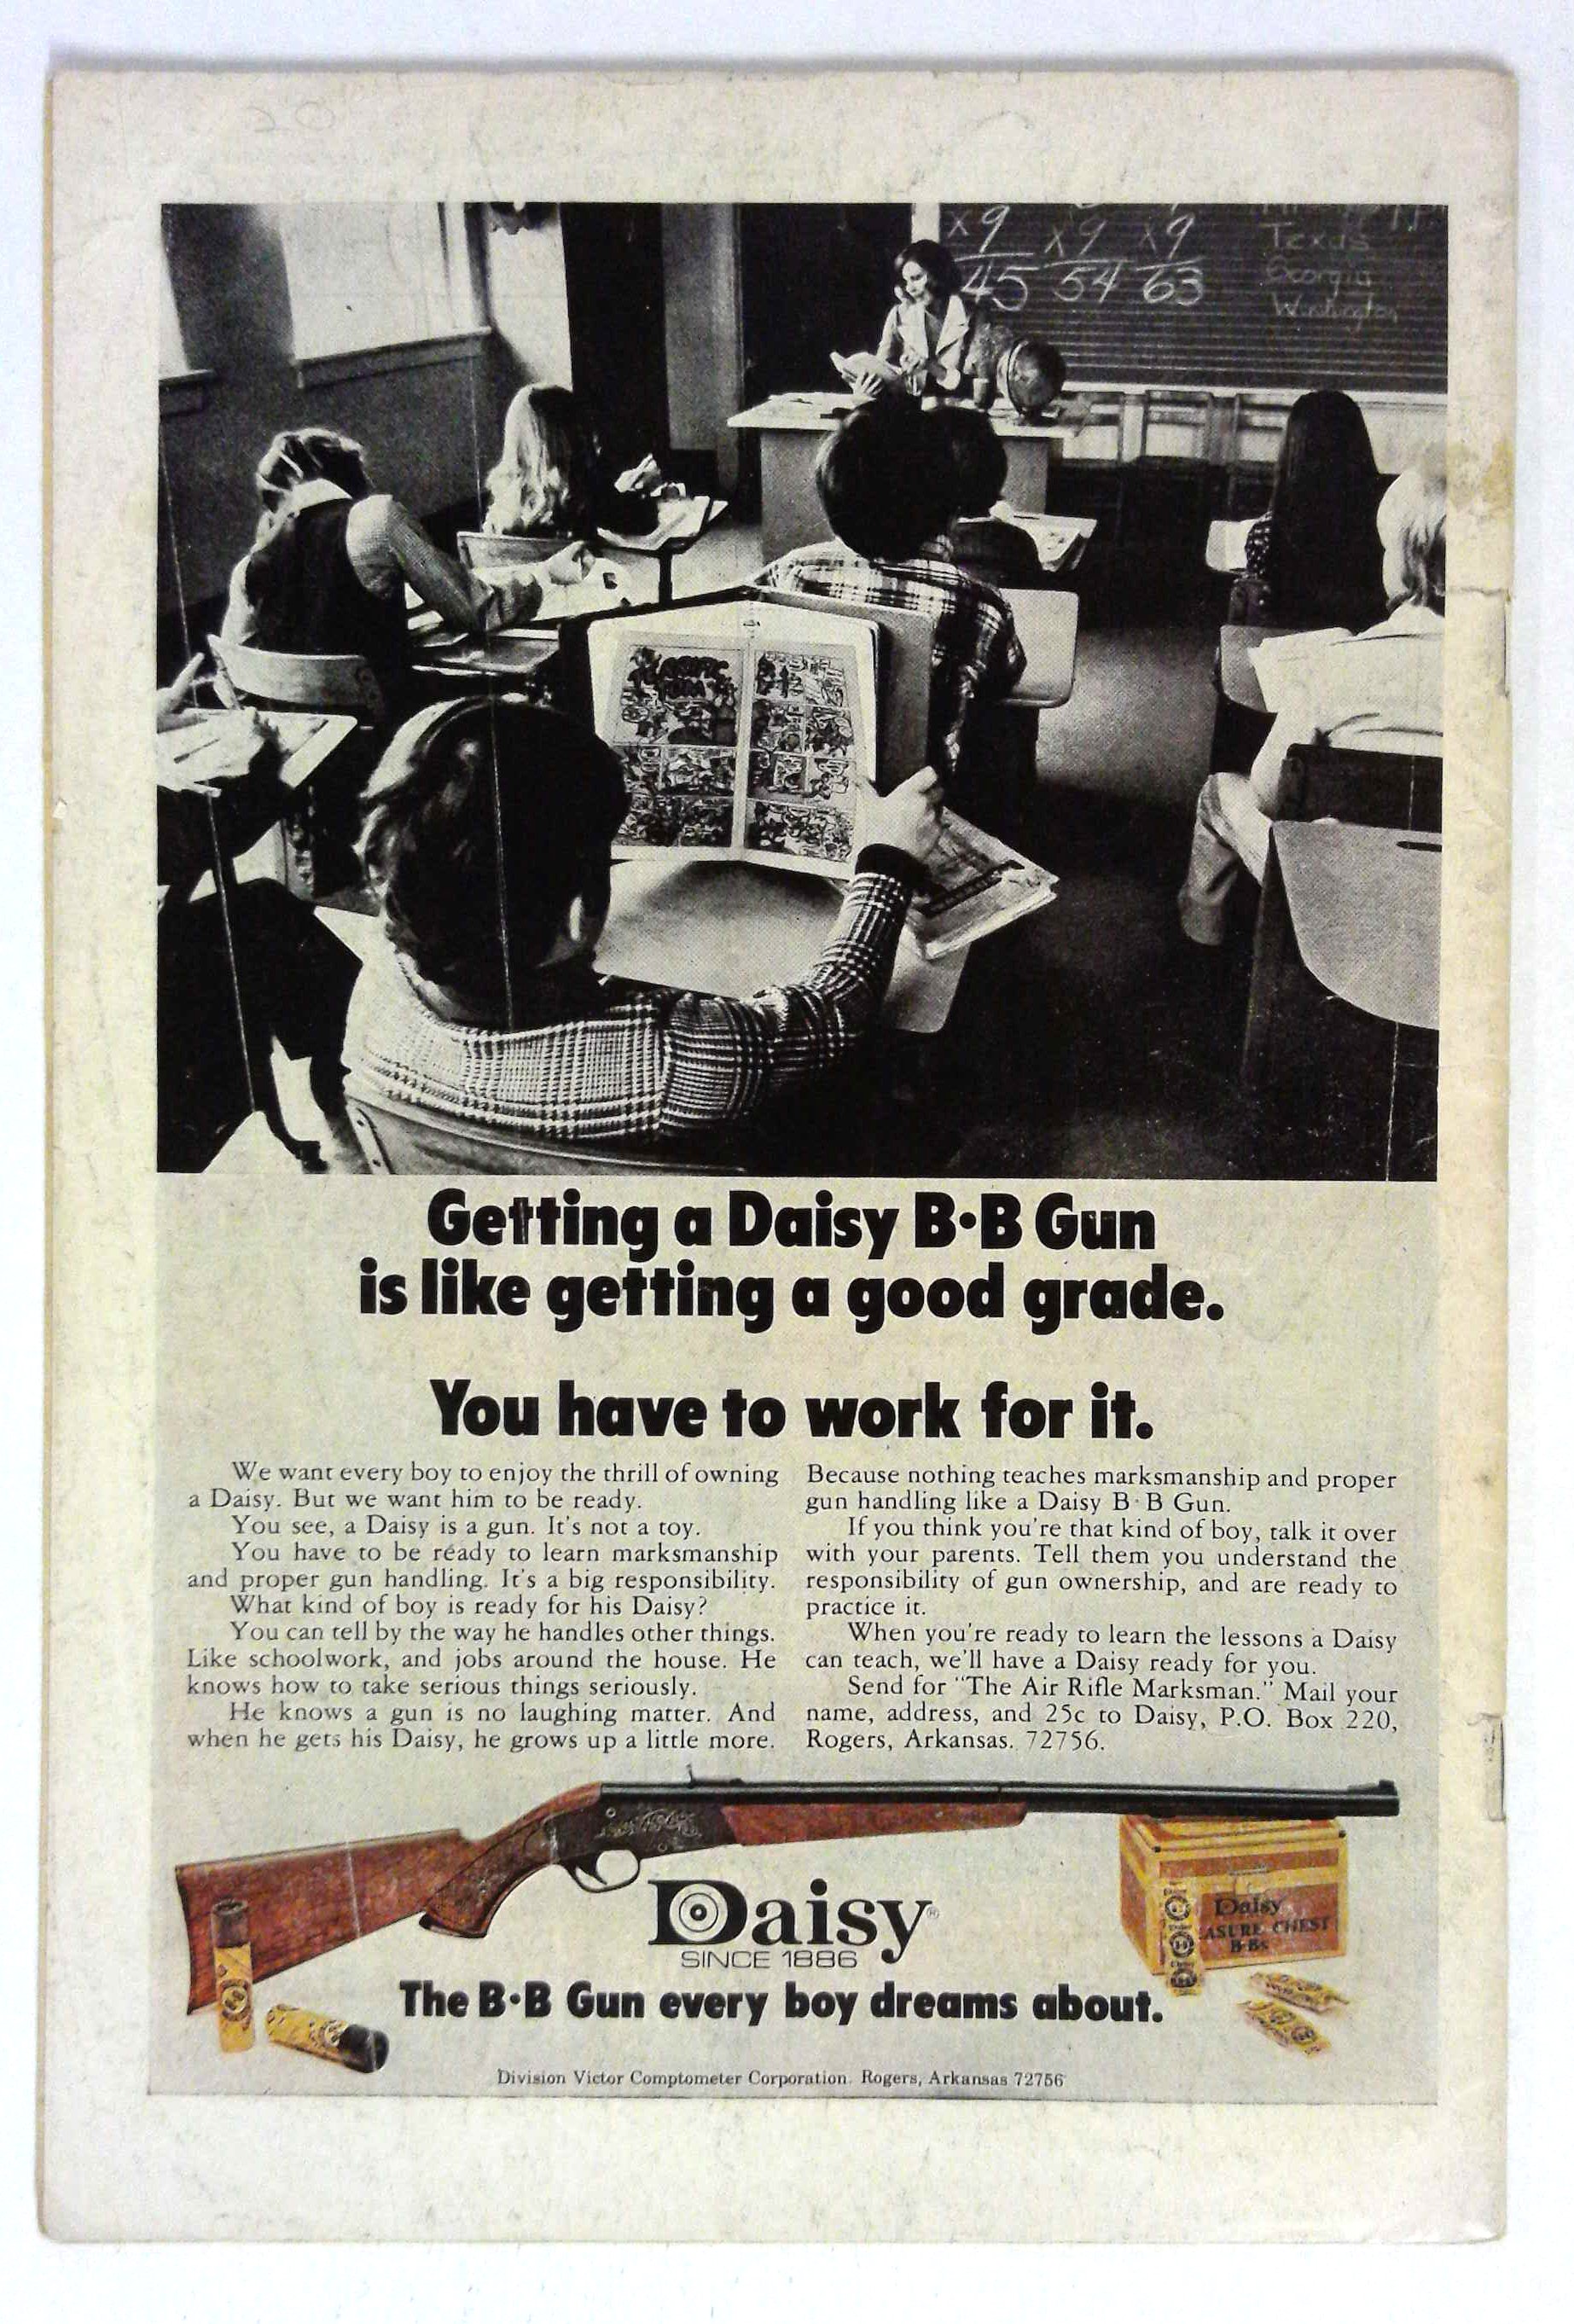 20
x9 x9 x9
45 54 63
Texas
Georgia
Washington
Getting a Daisy B·B Gun
is like getting a good grade.
You have to work for it.
We want every boy to enjoy the thrill of owning
a Daisy. But we want him to be ready.
You see, a Daisy is a gun. It's not a toy.
You have to be ready to learn marksmanship
and proper gun handling. It's a big responsibility.
What kind of boy is ready for his Daisy?
You can tell by the way he handles other things.
Like schoolwork, and jobs around the house. He
knows how to take serious things seriously.
He knows a gun is no laughing matter. And
when he gets his Daisy, he grows up a little more.
Because nothing teaches marksmanship and proper
gun handling like a Daisy B·B Gun.
If you think you're that kind of boy, talk it over
with your parents. Tell them you understand the
responsibility of gun ownership, and are ready to
practice it.
When you're ready to learn the lessons a Daisy
can teach, we'll have a Daisy ready for you.
Send for "The Air Rifle Marksman." Mail your
name, address, and 25c to Daisy, P.O. Box 220,
Rogers, Arkansas. 72756.
Daisy®
SINCE 1886
Daisy
ASURE CHEST
B·Bs
The B·B Gun every boy dreams about.
Division Victor Comptometer Corporation. Rogers, Arkansas 72756